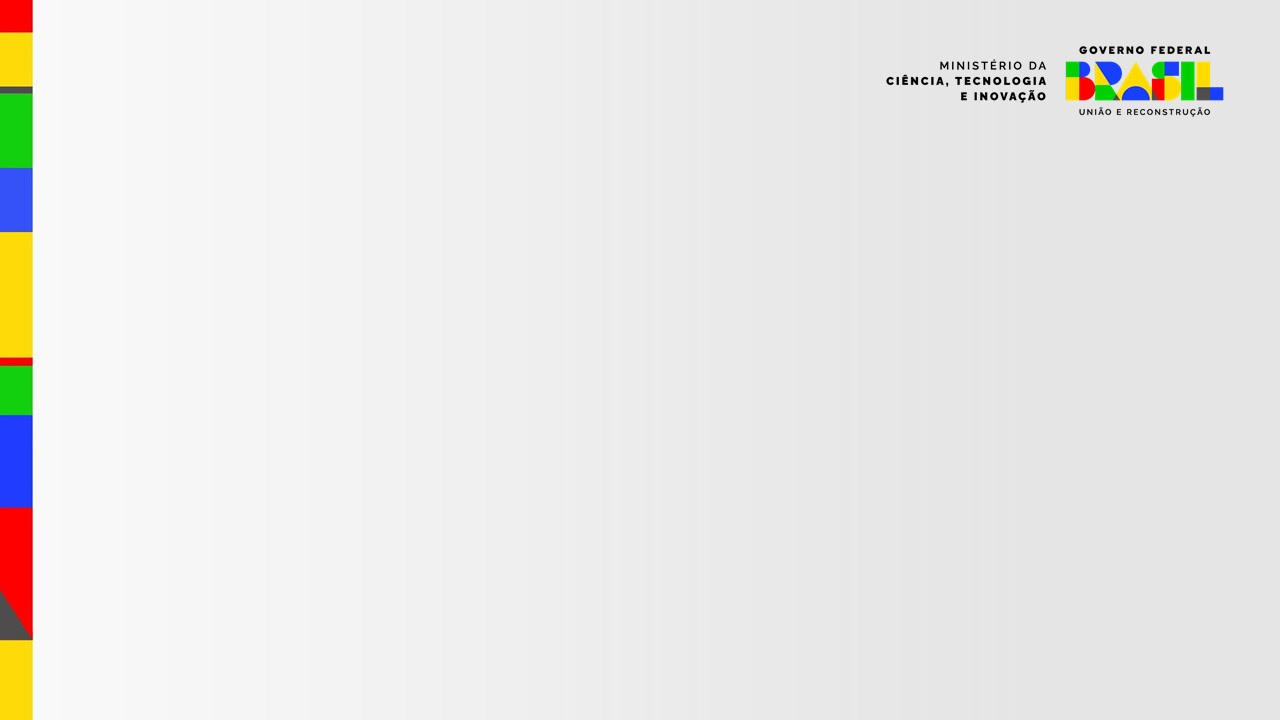 MINISTÉRIO DA
CIÊNCIA, TECNOLOGIA
E INOVAÇÃO
GOVERNO FEDERAL
BRASIL
UNIÃO E RECONSTRUÇÃO